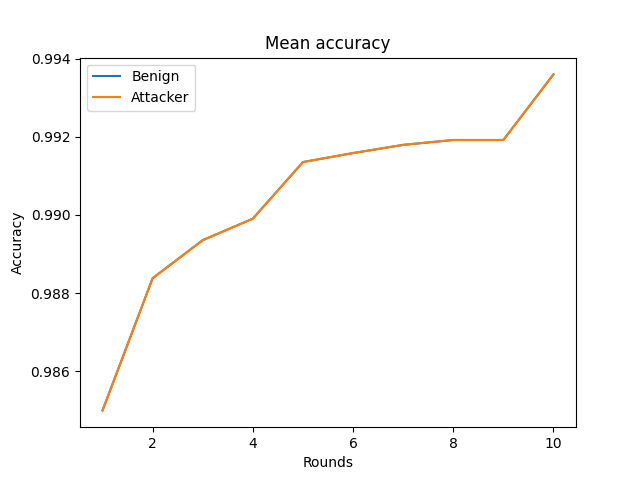 Mean accuracy
0.994
0.992
0.990
0.988
0.986
Accuracy
Benign
Attacker
2 4 6 8 10
Rounds